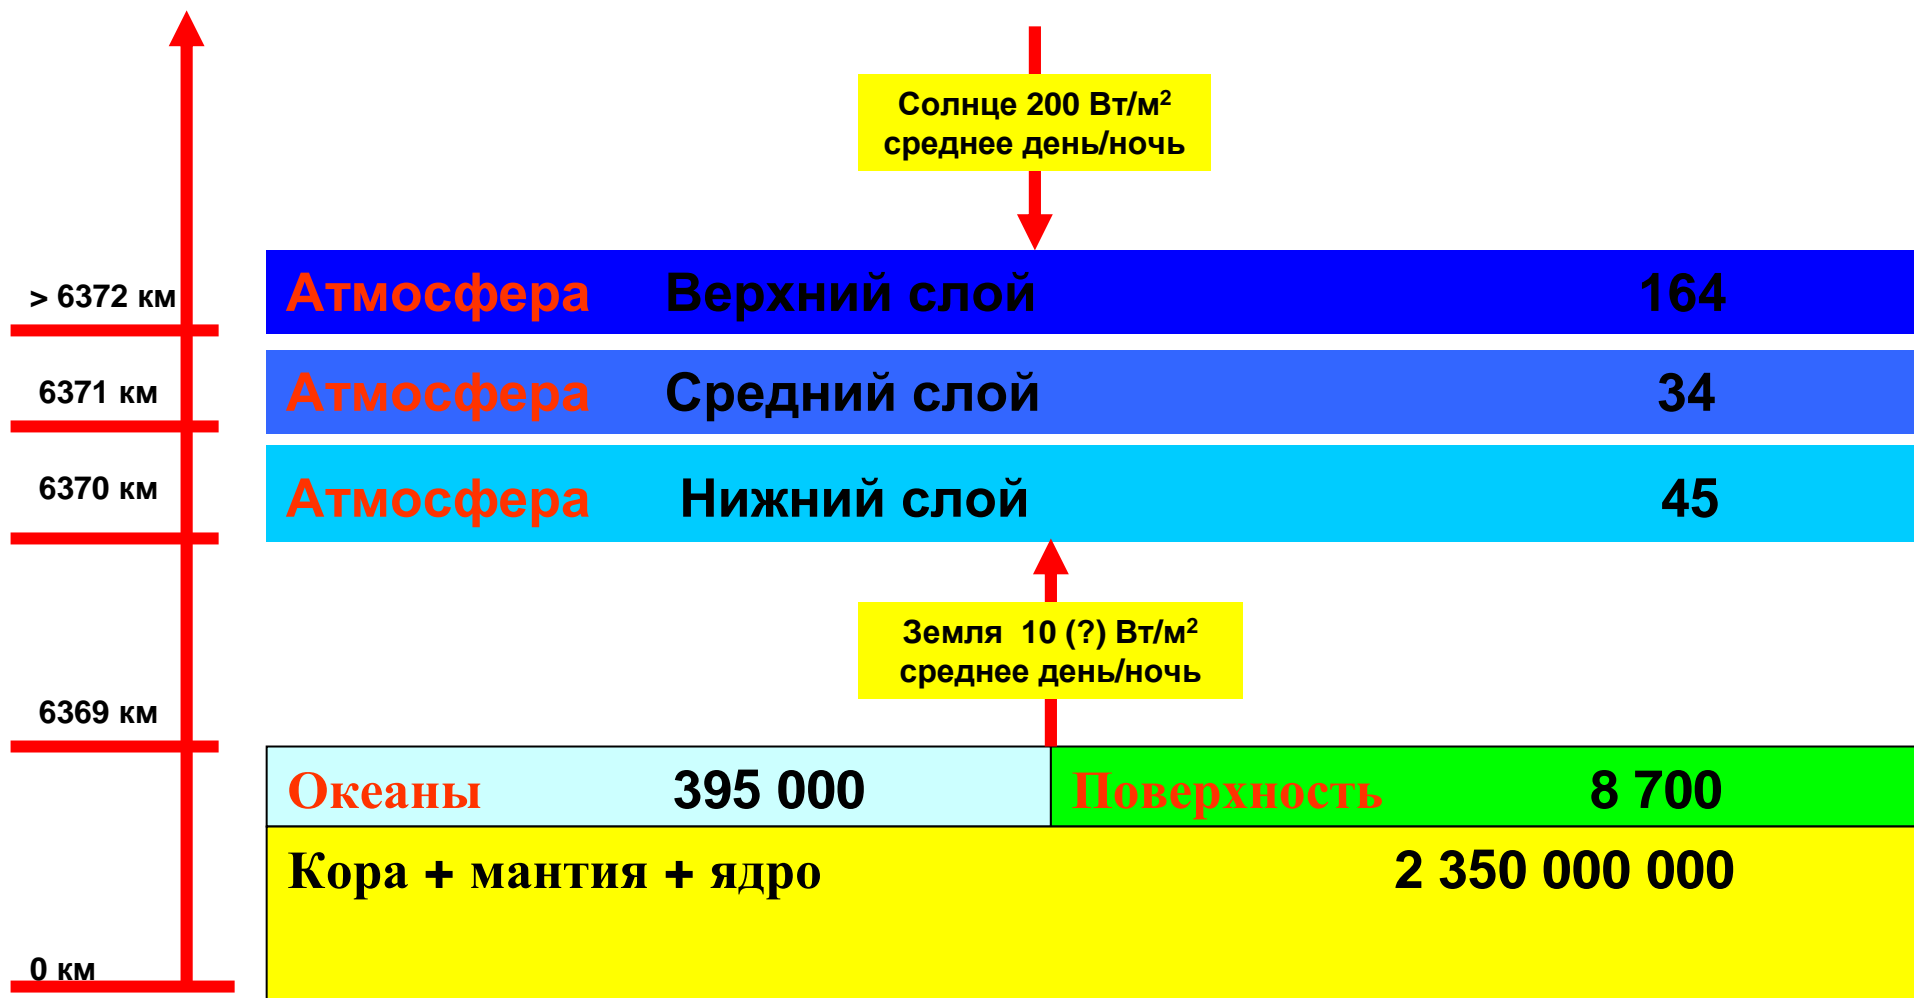 Солнце 200 Вт/м²
среднее день/ночь
> 6372 км
Атмосфера Верхний слой 164
6371 км
Атмосфера Средний слой 34
6370 км
Атмосфера Нижний слой 45
Земля 10 (?) Вт/м²
среднее день/ночь
6369 км
Океаны 395 000 Поверхность 8 700
Кора + мантия + ядро 2 350 000 000
0 км